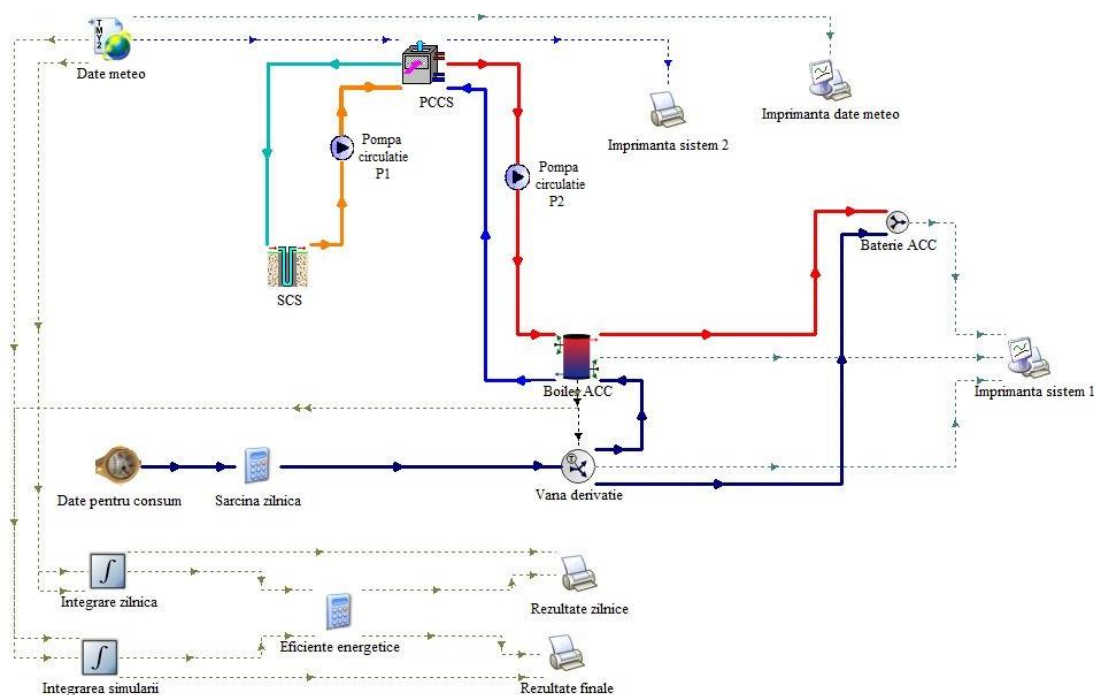 TMY2
Date meteo
PCCS
Imprimanta sistem 2
Imprimanta date meteo
Pompa
circulatie
P1
Pompa
circulatie
P2
Baterie ACC
SCS
Boiler ACC
Imprimanta sistem 1
Date pentru consum
Sarcina zilnica
T
Vana derivatie
∫
Integrare zilnica
Rezultate zilnice
Eficiente energetice
∫
Integrarea simularii
Rezultate finale